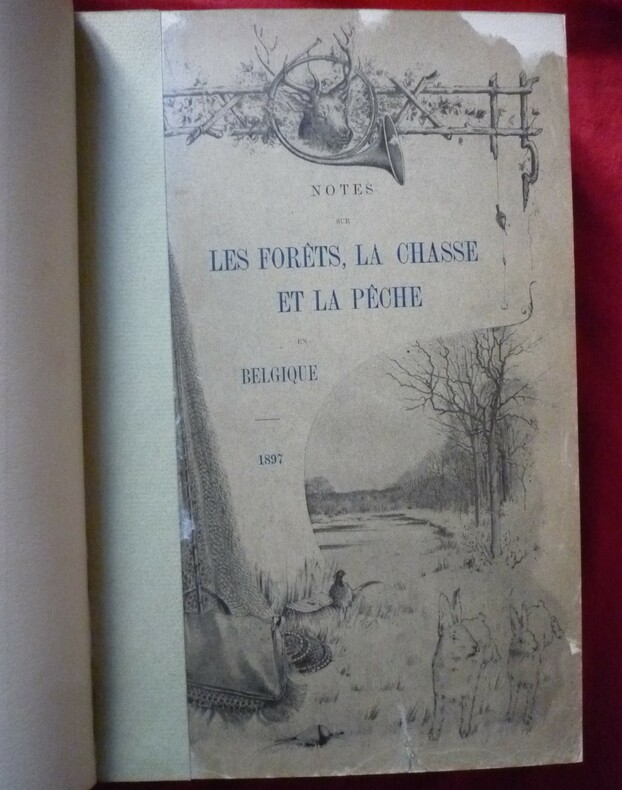 NOTES
SUR
LES FORÊTS, LA CHASSE
ET LA PÊCHE
EN
BELGIQUE
1897